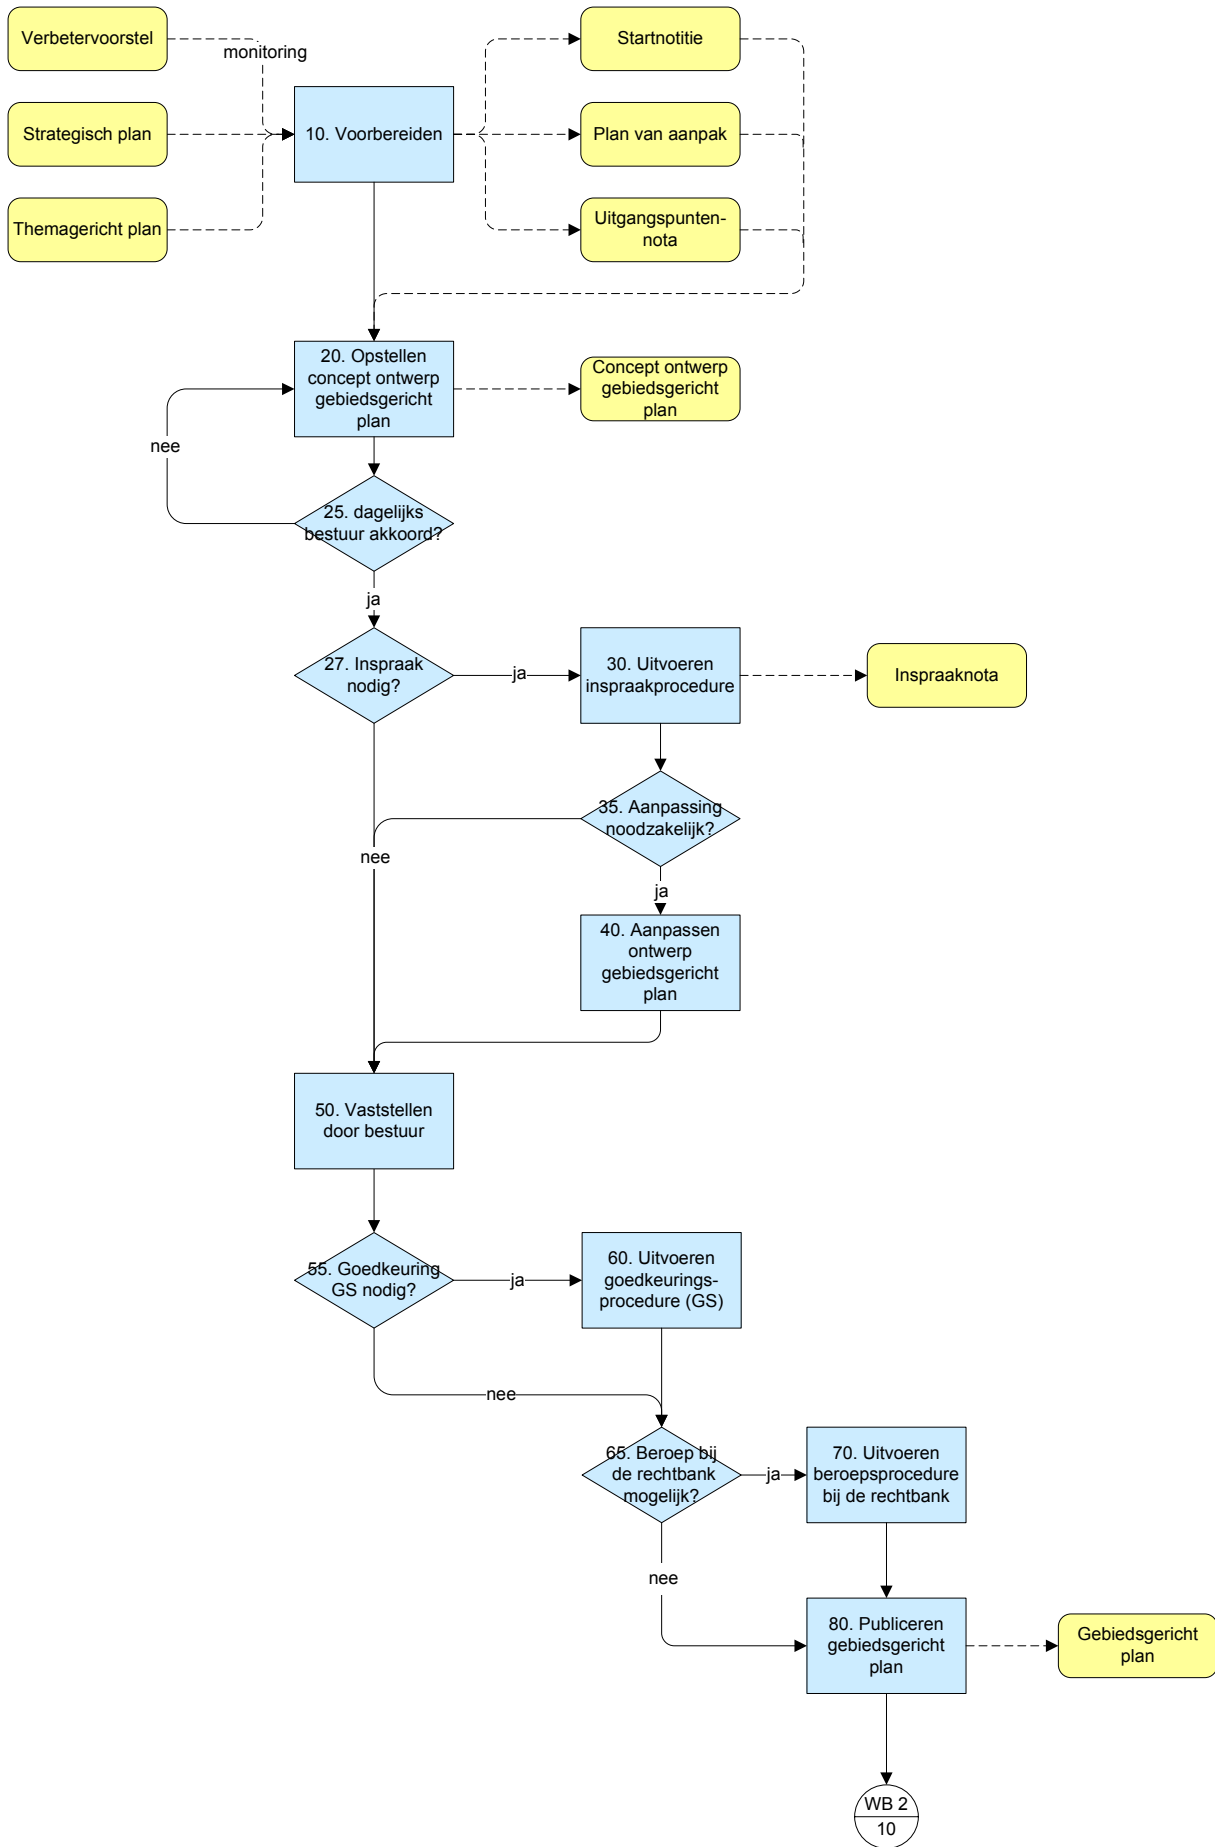 Verbetervoorstel
monitoring
Startnotitie
Strategisch plan
10. Voorbereiden
Plan van aanpak
Themagericht plan
Uitgangspunten-
nota
20. Opstellen
concept ontwerp
gebiedsgericht
plan
Concept ontwerp
gebiedsgericht
plan
nee
25. dagelijks
bestuur akkoord?
ja
27. Inspraak
nodig?
ja
30. Uitvoeren
inspraakprocedure
Inspraaknota
35. Aanpassing
noodzakelijk?
nee
ja
40. Aanpassen
ontwerp
gebiedsgericht
plan
50. Vaststellen
door bestuur
55. Goedkeuring
GS nodig?
ja
60. Uitvoeren
goedkeurings-
procedure (GS)
nee
65. Beroep bij
de rechtbank
mogelijk?
ja
70. Uitvoeren
beroepsprocedure
bij de rechtbank
nee
80. Publiceren
gebiedsgericht
plan
Gebiedsgericht
plan
WB 2
10